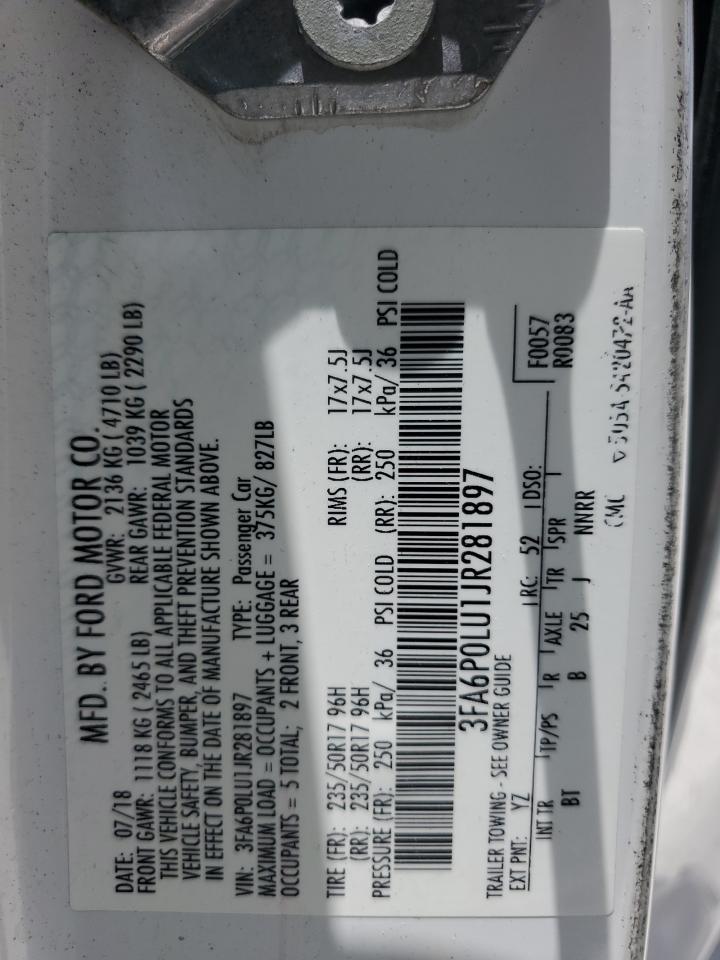 MFD.. BY FORD MOTOR CO.
DATE: 07/18 GVWR: 2136 KG ( 4710 LB)
FRONT GAWR: 1118 KG ( 2465 LB) REAR GAWR: 1039 KG ( 2290 LB)
THIS VEHICLE CONFORMS TO ALL APPLICABLE FEDERAL MOTOR
VEHICLE SAFETY, BUMPER, AND THEFT PREVENTION STANDARDS
IN EFFECT ON THE DATE OF MANUFACTURE SHOWN ABOVE.
VIN: 3FA6P0LU1JR281897 TYPE: Passenger Car
MAXIMUM LOAD = OCCUPANTS + LUGGAGE = 375KG/ 827LB
OCCUPANTS = 5 TOTAL; 2 FRONT, 3 REAR
TIRE (FR): 235/50R17 96H RIMS (FR): 17x7.5J
(RR): 235/50R17 96H (RR): 17x7.5J
PRESSURE (FR): 250 kPa/ 36 PSI COLD (RR): 250 kPa/ 36 PSI COLD
3FA6P0LU1JR281897
TRAILER TOWING - SEE OWNER GUIDE
F0057
R0083
EXT PNT: YZ RC: 52 DSO:
INT TR TP/PS R AXLE TR SPR
BT B 25 J NNRR